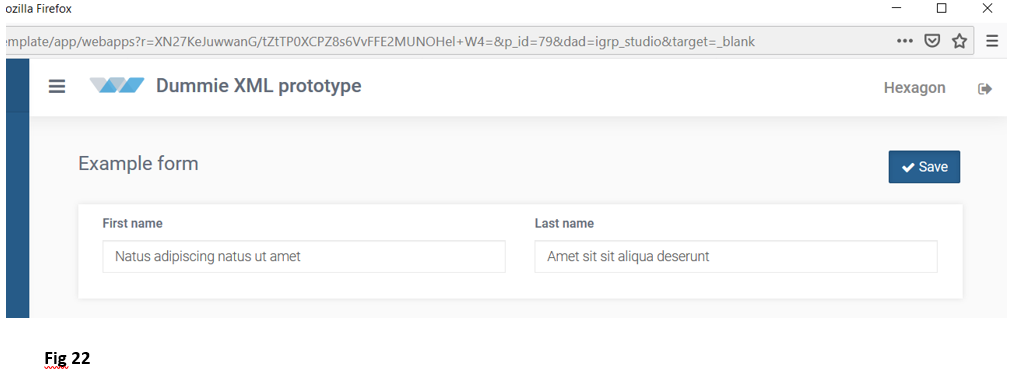 ozilla Firefox
emplate/app/webapps?r=XN27KeJuwwanG/tZtTP0XCPZ8s6VvFFE2MUNOHel+W4=&p_id=79&dad=igrp_studio&target=_blank
Dummie XML prototype
Hexagon
Example form
Save
First name
Last name
Natus adipiscing natus ut amet
Amet sit sit aliqua deserunt
Fig 22